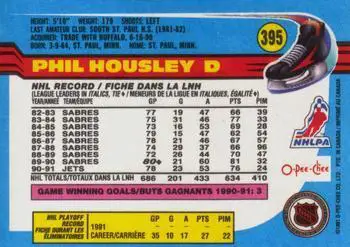 HEIGHT: 5'10" WEIGHT: 179 SHOOTS: LEFT
LAST AMATEUR CLUB: SOUTH ST. PAUL H.S. (1981-82)
ACQUIRED: TRADE WITH BUFFALO, 6-16-90
BORN: 3-9-64, ST. PAUL, MINN. HOME: ST. PAUL, MINN.
395
PHIL HOUSLEY D
NHL RECORD / FICHE DANS LA LNH
(LEAGUE LEADERS IN ITALICS, TIE+) / MENEURS DE LA LIGUE EN ITALIQUES, ÉGALITÉ+)
YEAR/ANNÉE TEAM/ÉQUIPE GP G A PTS PIM
82-83 SABRES 77 19 47 66 39
83-84 SABRES 75 31 46 77 33
84-85 SABRES 73 16 53 69 28
85-86 SABRES 79 15 47 62 54
86-87 SABRES 78 21 46 67 57
87-88 SABRES 74 29 37 66 96
88-89 SABRES 72 26 44 70 47
89-90 SABRES 80+ 21 60 81 32
90-91 JETS 78 23 53 76 24
NHL TOTALS/TOTAUX DANS LA LNH 686 201 433 634 410
GAME WINNING GOALS/BUTS GAGNANTS 1990-91: 3
NHL PLAYOFF RECORD
FICHE DURANT LES ÉLIMINATOIRES
GP G A PTS PIM
1991
CAREER/CARRIÈRE 35 10 17 27 22
NHLPA
O-Pee-Chee